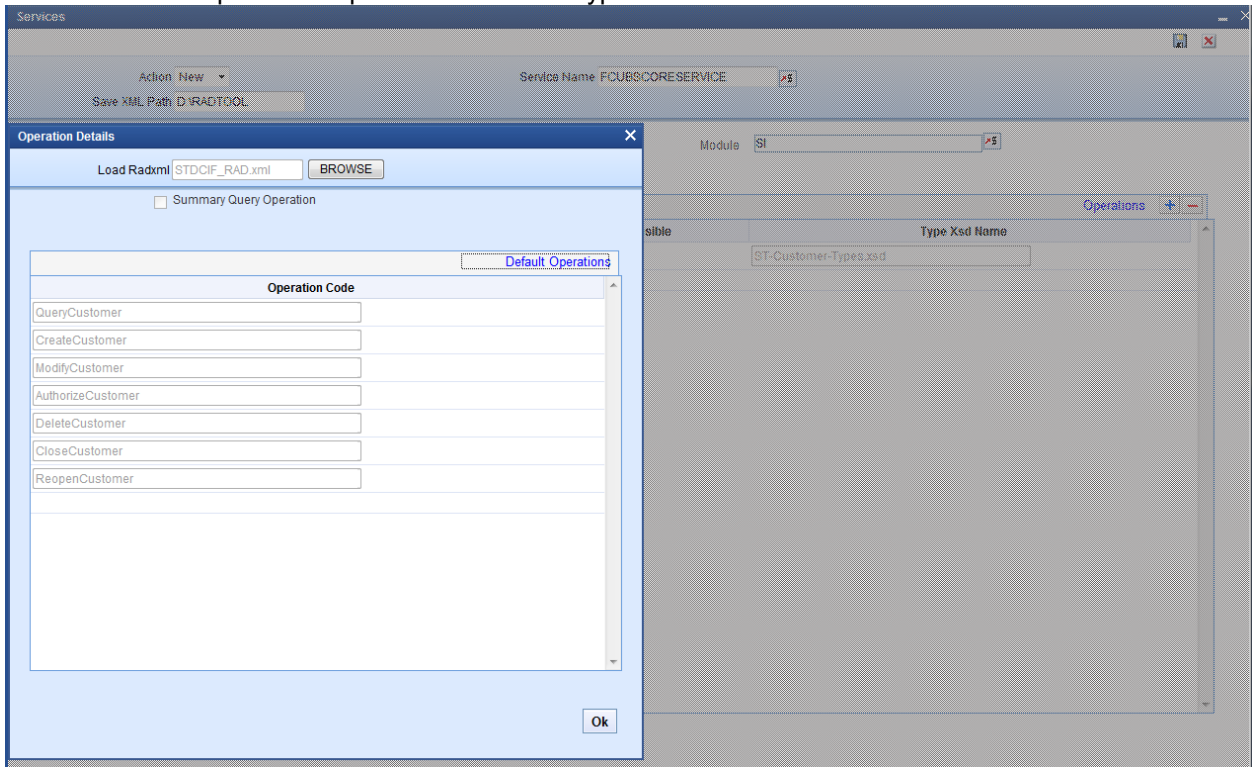 Services
Action New
Service Name FCUBSCORESERVICE
Save XML Path D:\RADTOOL
Operation Details
Module SI
Load Radxml STDCIF_RAD.xml BROWSE
Summary Query Operation
Operations + -
sible Type Xsd Name
ST-Customer-Types.xsd
Default Operations
Operation Code
QueryCustomer
CreateCustomer
ModifyCustomer
AuthorizeCustomer
DeleteCustomer
CloseCustomer
ReopenCustomer
Ok